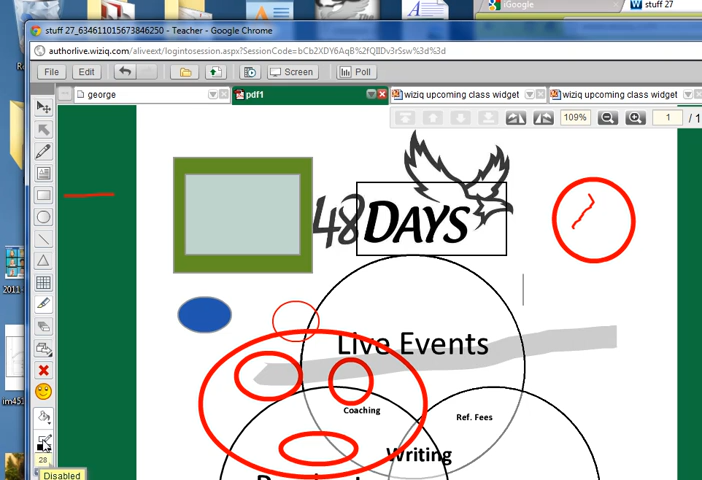 iGoogle
stuff 27
stuff 27_634611015673846250 - Teacher - Google Chrome
authorlive.wiziq.com/aliveext/logintosession.aspx?SessionCode=bCb2XDY6AqB%2fQIIDv3rSsw%3d%3d
File Edit Screen Poll
george pdf1 wiziq upcoming class widget wiziq upcoming class widget
109% 1 / 1
48DAYS
Live Events
Coaching
Ref. Fees
Writing
28
Disabled
2011-
im451